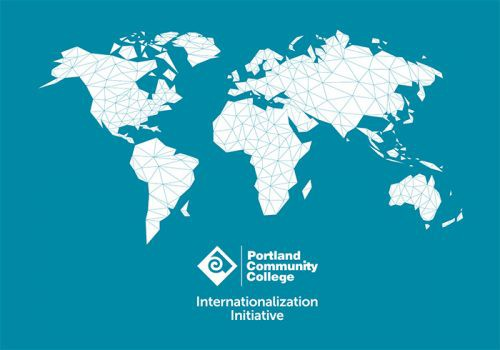 Portland
Community
College
Internationalization
Initiative